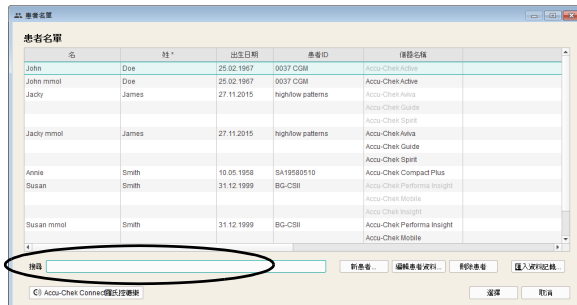 患者名單
患者名單
名 姓 * 出生日期 患者ID 儀器名稱
John Doe 25.02.1967 0037 CGM Accu-Chek Active
John mmol Doe 25.02.1967 0037 CGM Accu-Chek Active
Jacky James 27.11.2015 high/low patterns Accu-Chek Aviva
Accu-Chek Guide
Accu-Chek Spirit
Jacky mmol James 27.11.2015 high/low patterns Accu-Chek Aviva
Accu-Chek Guide
Accu-Chek Spirit
Annie Smith 10.05.1958 SA19580510 Accu-Chek Compact Plus
Susan Smith 31.12.1999 BG-CSII Accu-Chek Performa Insight
Accu-Chek Mobile
Accu-Chek Insight
Susan mmol Smith 31.12.1999 BG-CSII Accu-Chek Performa Insight
Accu-Chek Mobile
搜尋 新患者... 編輯患者資料... 刪除患者 匯入資料記錄...
Accu-Chek Connect羅氏控糖樂 選擇 取消